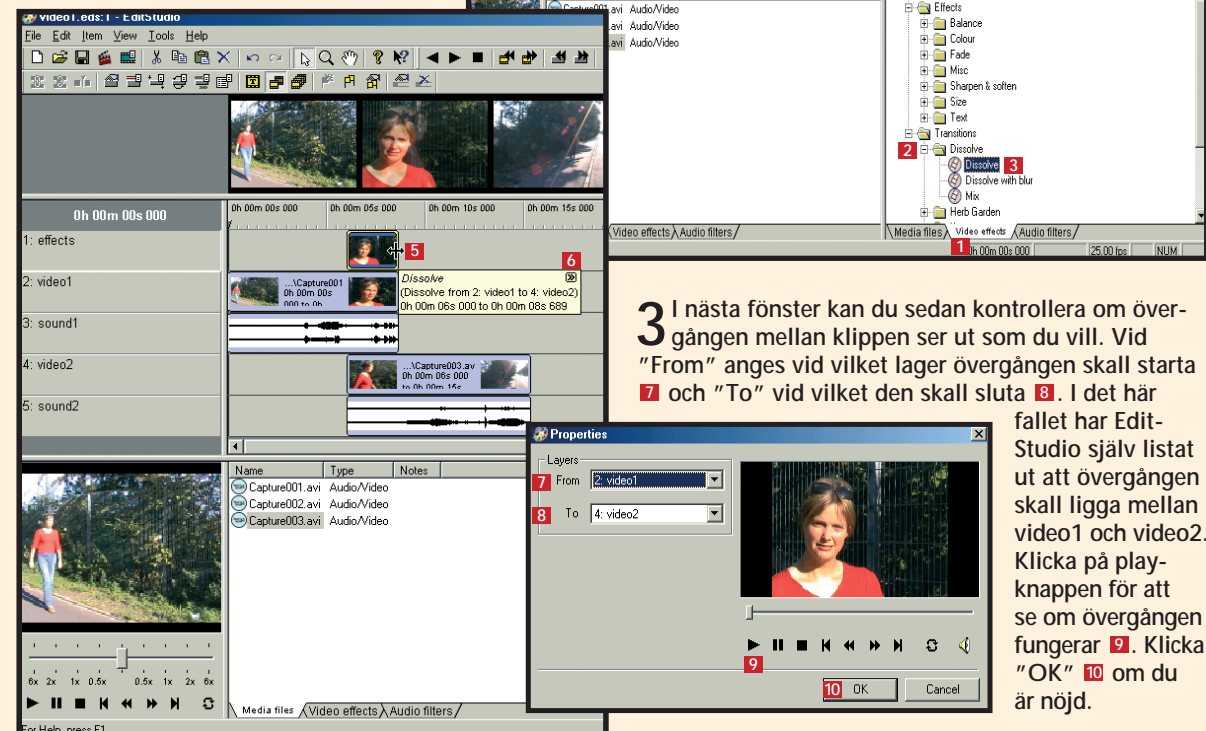 video1.eds:1 - EditStudio
File Edit Item View Tools Help
0h 00m 00s 000
0h 00m 00s 000 0h 00m 05s 000 0h 00m 10s 000 0h 00m 15s 000
1: effects
5
6
2: video1
...\Capture001
0h 00m 00s
000 to 0h
Dissolve
(Dissolve from 2: video1 to 4: video2)
0h 00m 06s 000 to 0h 00m 08s 689
3: sound1
4: video2
...\Capture003.av
0h 00m 06s 000
to 0h 00m 15s
5: sound2
Name Type Notes
Capture001.avi Audio/Video
Capture002.avi Audio/Video
Capture003.avi Audio/Video
6x 2x 1x 0.5x 0.5x 1x 2x 6x
Media files Video effects Audio filters
For Help, press F1
Capture001.avi Audio/Video
.avi Audio/Video
.avi Audio/Video
Video effects Audio filters
Effects
Balance
Colour
Fade
Misc
Sharpen & soften
Size
Text
Transitions
2 Dissolve
Dissolve 3
Dissolve with blur
Mix
Herb Garden
Media files Video effects Audio filters
1 0h 00m 00s 000 25.00 fps NUM
3 I nästa fönster kan du sedan kontrollera om över-
gången mellan klippen ser ut som du vill. Vid
"From" anges vid vilket lager övergången skall starta
7 och "To" vid vilket den skall sluta 8. I det här
fallet har Edit-
Studio själv listat
ut att övergången
skall ligga mellan
video1 och video2.
Klicka på play-
knappen för att
se om övergången
fungerar 9. Klicka
"OK" 10 om du
är nöjd.
Properties
Layers
7 From 2: video1
8 To 4: video2
9
10 OK Cancel